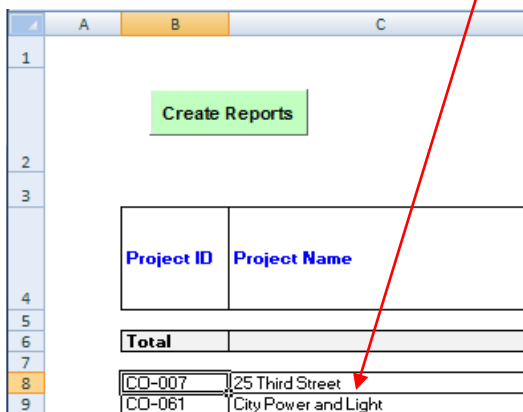 A B C
1
Create Reports
2
3
Project ID Project Name
4
5
6 Total
7
8 CO-007 25 Third Street
9 CO-061 City Power and Light